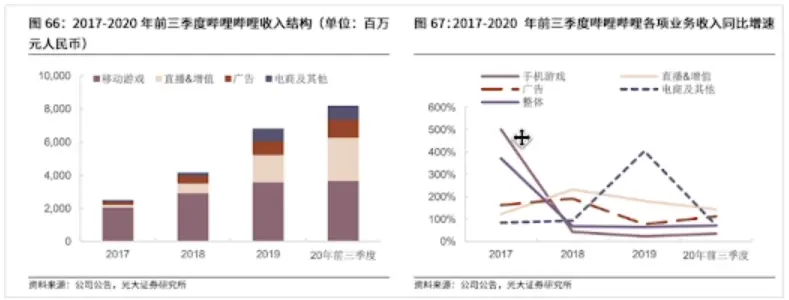 图 66：2017-2020 年前三季度哔哩哔哩收入结构（单位：百万
元人民币）
移动游戏 直播&增值 广告 电商及其他
10,000
8,000
6,000
4,000
2,000
0
2017 2018 2019 20年前三季度
资料来源：公司公告，光大证券研究所
图 67：2017-2020 年前三季度哔哩哔哩各项业务收入同比增速
手机游戏 直播&增值
广告 电商及其他
整体
600%
500%
400%
300%
200%
100%
0%
2017 2018 2019 20年前三季度
资料来源：公司公告，光大证券研究所